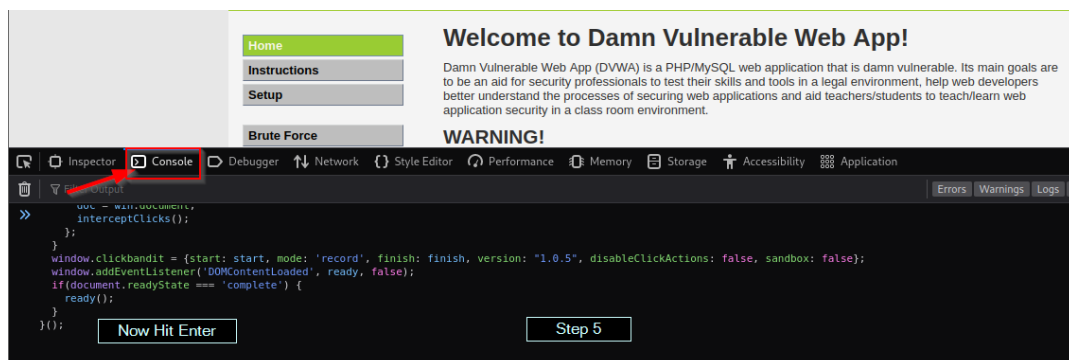 Home
Instructions
Setup
Brute Force
Welcome to Damn Vulnerable Web App!
Damn Vulnerable Web App (DVWA) is a PHP/MySQL web application that is damn vulnerable. Its main goals are
to be an aid for security professionals to test their skills and tools in a legal environment, help web developers
better understand the processes of securing web applications and aid teachers/students to teach/learn web
application security in a class room environment.
WARNING!
Inspector Console Debugger Network {} Style Editor Performance Memory Storage Accessibility Application
Output Errors Warnings Logs
doc = win.document;
interceptClicks();
};
}
window.clickbandit = {start: start, mode: 'record', finish: finish, version: "1.0.5", disableClickActions: false, sandbox: false};
window.addEventListener('DOMContentLoaded', ready, false);
if(document.readyState === 'complete') {
ready();
}
}();
Now Hit Enter
Step 5